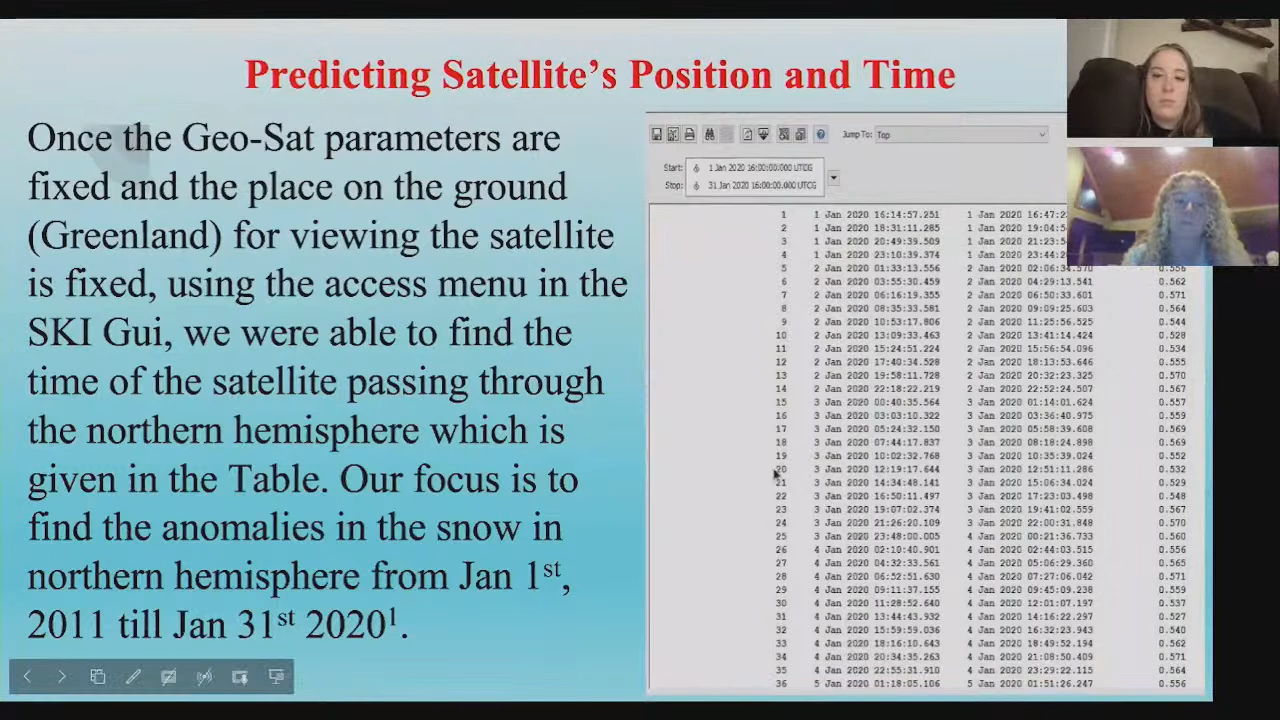 Predicting Satellite's Position and Time
Once the Geo-Sat parameters are
fixed and the place on the ground
(Greenland) for viewing the satellite
is fixed, using the access menu in the
SKI Gui, we were able to find the
time of the satellite passing through
the northern hemisphere which is
given in the Table. Our focus is to
find the anomalies in the snow in
northern hemisphere from Jan 1st,
2011 till Jan 31st 2020¹.
Jump To: Top
Start: 1 Jan 2020 16:00:00.000 UTCG
Stop: 31 Jan 2020 16:00:00.000 UTCG
1 1 Jan 2020 16:14:57.251 1 Jan 2020 16:47:2
2 1 Jan 2020 18:31:11.285 1 Jan 2020 19:04:5
3 1 Jan 2020 20:49:39.509 1 Jan 2020 21:23:5
4 1 Jan 2020 23:10:39.374 1 Jan 2020 23:44:2
5 2 Jan 2020 01:33:13.556 2 Jan 2020 02:06:34.570 0.556
6 2 Jan 2020 03:55:30.459 2 Jan 2020 04:29:13.541 0.562
7 2 Jan 2020 06:16:19.355 2 Jan 2020 06:50:33.601 0.571
8 2 Jan 2020 08:35:33.581 2 Jan 2020 09:09:25.603 0.564
9 2 Jan 2020 10:53:17.806 2 Jan 2020 11:25:56.525 0.544
10 2 Jan 2020 13:09:33.463 2 Jan 2020 13:41:14.424 0.528
11 2 Jan 2020 15:24:51.224 2 Jan 2020 15:56:54.096 0.534
12 2 Jan 2020 17:40:34.528 2 Jan 2020 18:13:53.646 0.555
13 2 Jan 2020 19:58:11.728 2 Jan 2020 20:32:23.325 0.570
14 2 Jan 2020 22:18:22.219 2 Jan 2020 22:52:24.507 0.567
15 3 Jan 2020 00:40:35.564 3 Jan 2020 01:14:01.624 0.557
16 3 Jan 2020 03:03:10.322 3 Jan 2020 03:36:40.975 0.559
17 3 Jan 2020 05:24:32.150 3 Jan 2020 05:58:39.608 0.569
18 3 Jan 2020 07:44:17.837 3 Jan 2020 08:18:24.898 0.569
19 3 Jan 2020 10:02:32.768 3 Jan 2020 10:35:39.024 0.552
20 3 Jan 2020 12:19:17.644 3 Jan 2020 12:51:11.286 0.532
21 3 Jan 2020 14:34:48.141 3 Jan 2020 15:06:34.024 0.529
22 3 Jan 2020 16:50:11.497 3 Jan 2020 17:23:03.498 0.548
23 3 Jan 2020 19:07:02.374 3 Jan 2020 19:41:02.559 0.567
24 3 Jan 2020 21:26:20.109 3 Jan 2020 22:00:31.848 0.570
25 3 Jan 2020 23:48:00.005 4 Jan 2020 00:21:36.733 0.560
26 4 Jan 2020 02:10:40.901 4 Jan 2020 02:44:03.515 0.556
27 4 Jan 2020 04:32:33.561 4 Jan 2020 05:06:29.360 0.565
28 4 Jan 2020 06:52:51.630 4 Jan 2020 07:27:06.042 0.571
29 4 Jan 2020 09:11:37.155 4 Jan 2020 09:45:09.238 0.559
30 4 Jan 2020 11:28:52.640 4 Jan 2020 12:01:07.197 0.537
31 4 Jan 2020 13:44:43.932 4 Jan 2020 14:16:22.297 0.527
32 4 Jan 2020 15:59:59.036 4 Jan 2020 16:32:23.943 0.540
33 4 Jan 2020 18:16:10.643 4 Jan 2020 18:49:52.194 0.562
34 4 Jan 2020 20:34:35.263 4 Jan 2020 21:08:50.409 0.571
35 4 Jan 2020 22:55:31.910 4 Jan 2020 23:29:22.115 0.564
36 5 Jan 2020 01:18:05.106 5 Jan 2020 01:51:26.247 0.556